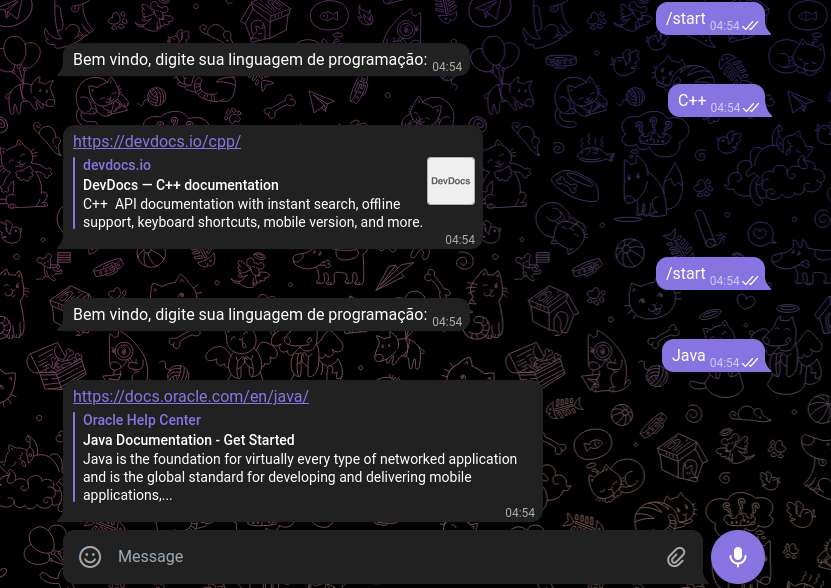 /start 04:54
Bem vindo, digite sua linguagem de programação: 04:54
C++ 04:54
https://devdocs.io/cpp/
devdocs.io
DevDocs — C++ documentation
C++ API documentation with instant search, offline
support, keyboard shortcuts, mobile version, and more.
DevDocs
04:54
/start 04:54
Bem vindo, digite sua linguagem de programação: 04:54
Java 04:54
https://docs.oracle.com/en/java/
Oracle Help Center
Java Documentation - Get Started
Java is the foundation for virtually every type of networked application
and is the global standard for developing and delivering mobile
applications,...
04:54
Message